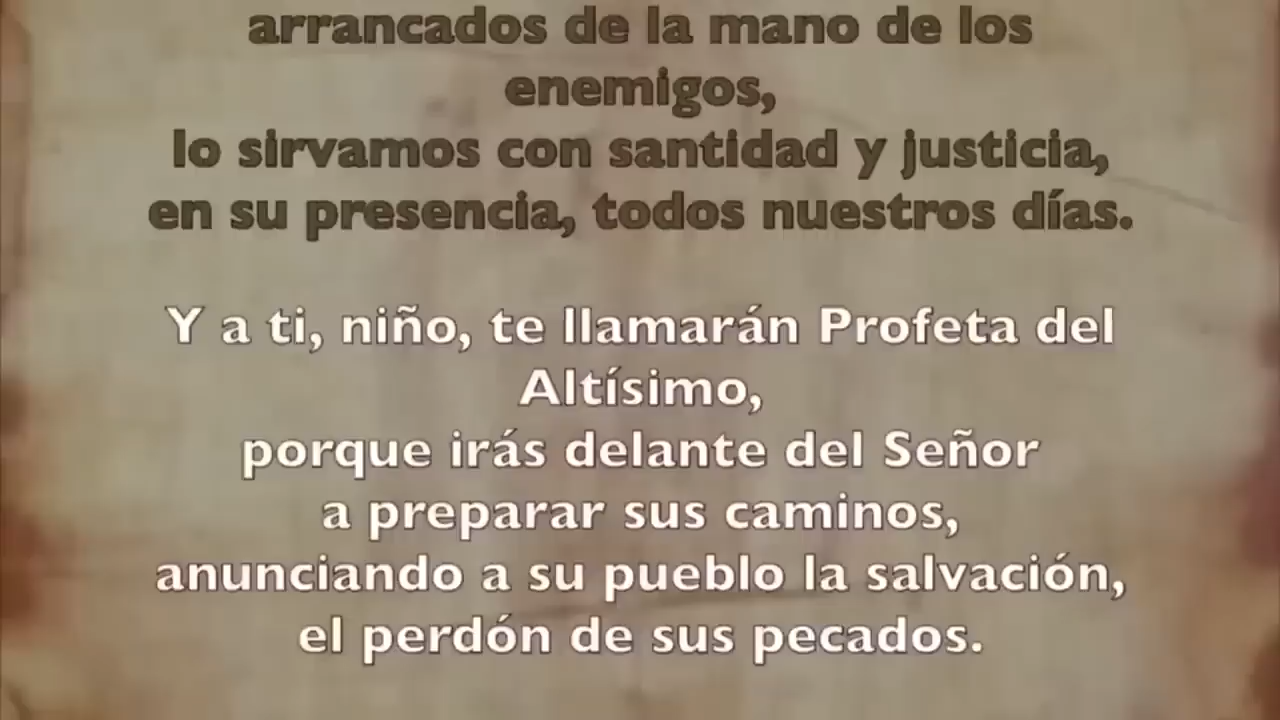 arrancados de la mano de los
enemigos,
lo sirvamos con santidad y justicia,
en su presencia, todos nuestros días.
Y a ti, niño, te llamarán Profeta del
Altísimo,
porque irás delante del Señor
a preparar sus caminos,
anunciando a su pueblo la salvación,
el perdón de sus pecados.